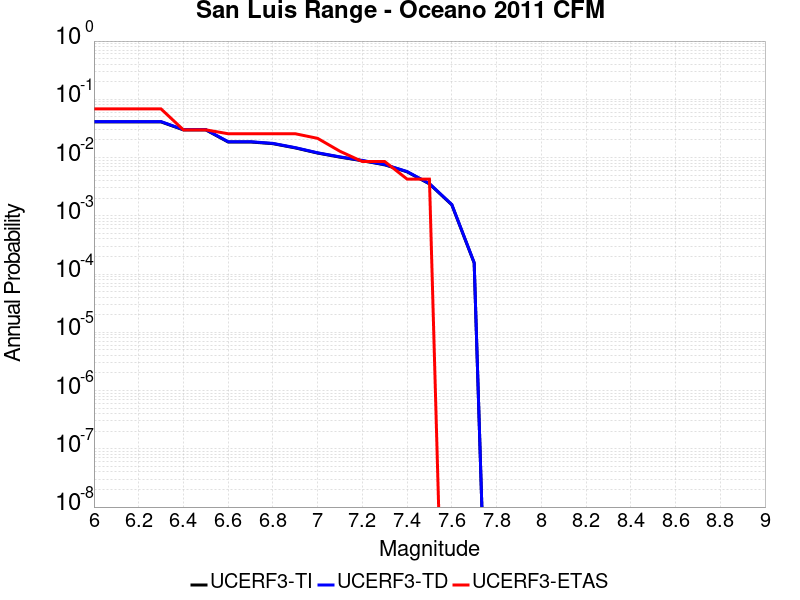 San Luis Range - Oceano 2011 CFM
10^0
10^-1
10^-2
10^-3
10^-4
10^-5
10^-6
10^-7
10^-8
Annual Probability
6 6.2 6.4 6.6 6.8 7 7.2 7.4 7.6 7.8 8 8.2 8.4 8.6 8.8 9
Magnitude
UCERF3-TI UCERF3-TD UCERF3-ETAS